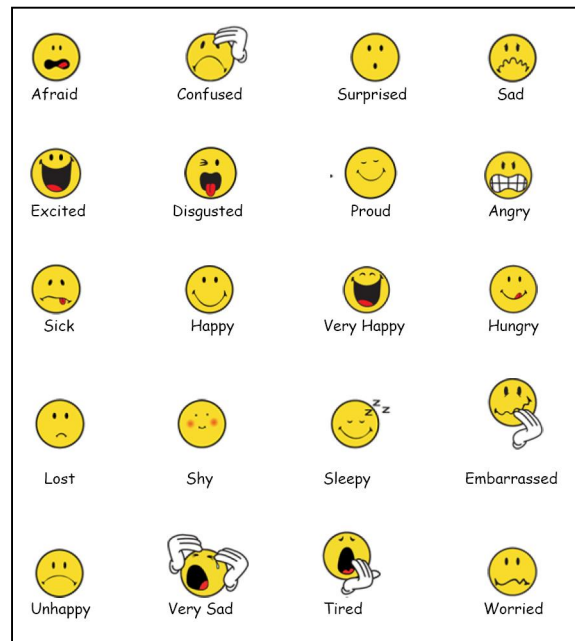 Afraid Confused Surprised Sad
Excited Disgusted Proud Angry
Sick Happy Very Happy Hungry
z z z
Lost Shy Sleepy Embarrassed
Unhappy Very Sad Tired Worried